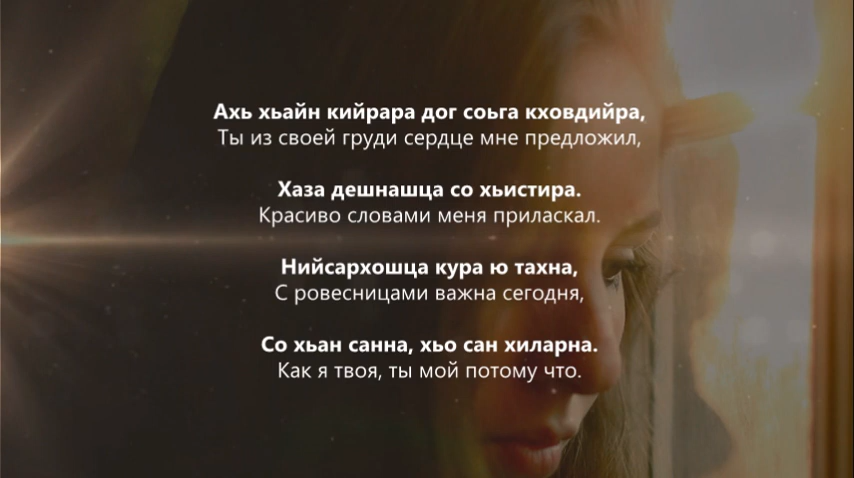 Ахь хьайн кийрара дог соьга кховдийра,
Ты из своей груди сердце мне предложил,
Хаза дешнашца со хьистира.
Красиво словами меня приласкал.
Нийсархошца кура ю тахна,
С ровесницами важна сегодня,
Со хьан санна, хьо сан хиларна.
Как я твоя, ты мой потому что.